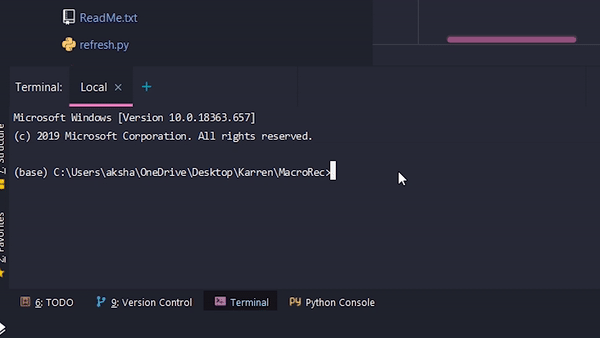 ReadMe.txt
refresh.py
Terminal: Local × +
Microsoft Windows [Version 10.0.18363.657]
(c) 2019 Microsoft Corporation. All rights reserved.
(base) C:\Users\aksha\OneDrive\Desktop\Karren\MacroRec>
Z: Structure
2: Favorites
6: TODO 9: Version Control Terminal Python Console